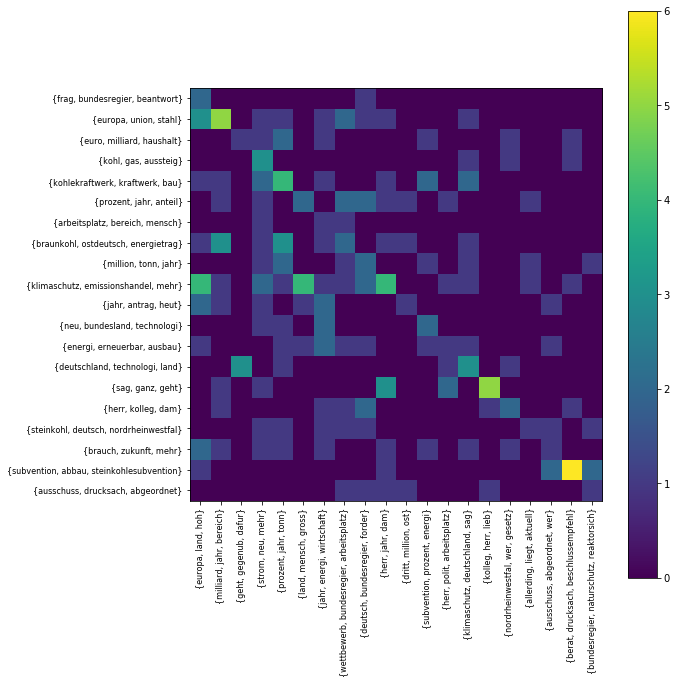 {frag, bundesregier, beantwort}
{europa, union, stahl}
{euro, milliard, haushalt}
{kohl, gas, aussteig}
{kohlekraftwerk, kraftwerk, bau}
{prozent, jahr, anteil}
{arbeitsplatz, bereich, mensch}
{braunkohl, ostdeutsch, energietrag}
{million, tonn, jahr}
{klimaschutz, emissionshandel, mehr}
{jahr, antrag, heut}
{neu, bundesland, technologi}
{energi, erneuerbar, ausbau}
{deutschland, technologi, land}
{sag, ganz, geht}
{herr, kolleg, dam}
{steinkohl, deutsch, nordrheinwestfal}
{brauch, zukunft, mehr}
{subvention, abbau, steinkohlesubvention}
{ausschuss, drucksach, abgeordnet}
{europa, land, hoh}
{milliard, jahr, bereich}
{geht, gegenub, dafur}
{strom, neu, mehr}
{prozent, jahr, tonn}
{land, mensch, gross}
{jahr, energi, wirtschaft}
{wettbewerb, bundesregier, arbeitsplatz}
{deutsch, bundesregier, forder}
{herr, jahr, dam}
{dritt, million, ost}
{subvention, prozent, energi}
{herr, polit, arbeitsplatz}
{klimaschutz, deutschland, sag}
{kolleg, herr, lieb}
{nordrheinwestfal, wer, gesetz}
{allerding, liegt, aktuell}
{ausschuss, abgeordnet, wer}
{berat, drucksach, beschlussempfehl}
{bundesregier, naturschutz, reaktorsich}
6
5
4
3
2
1
0